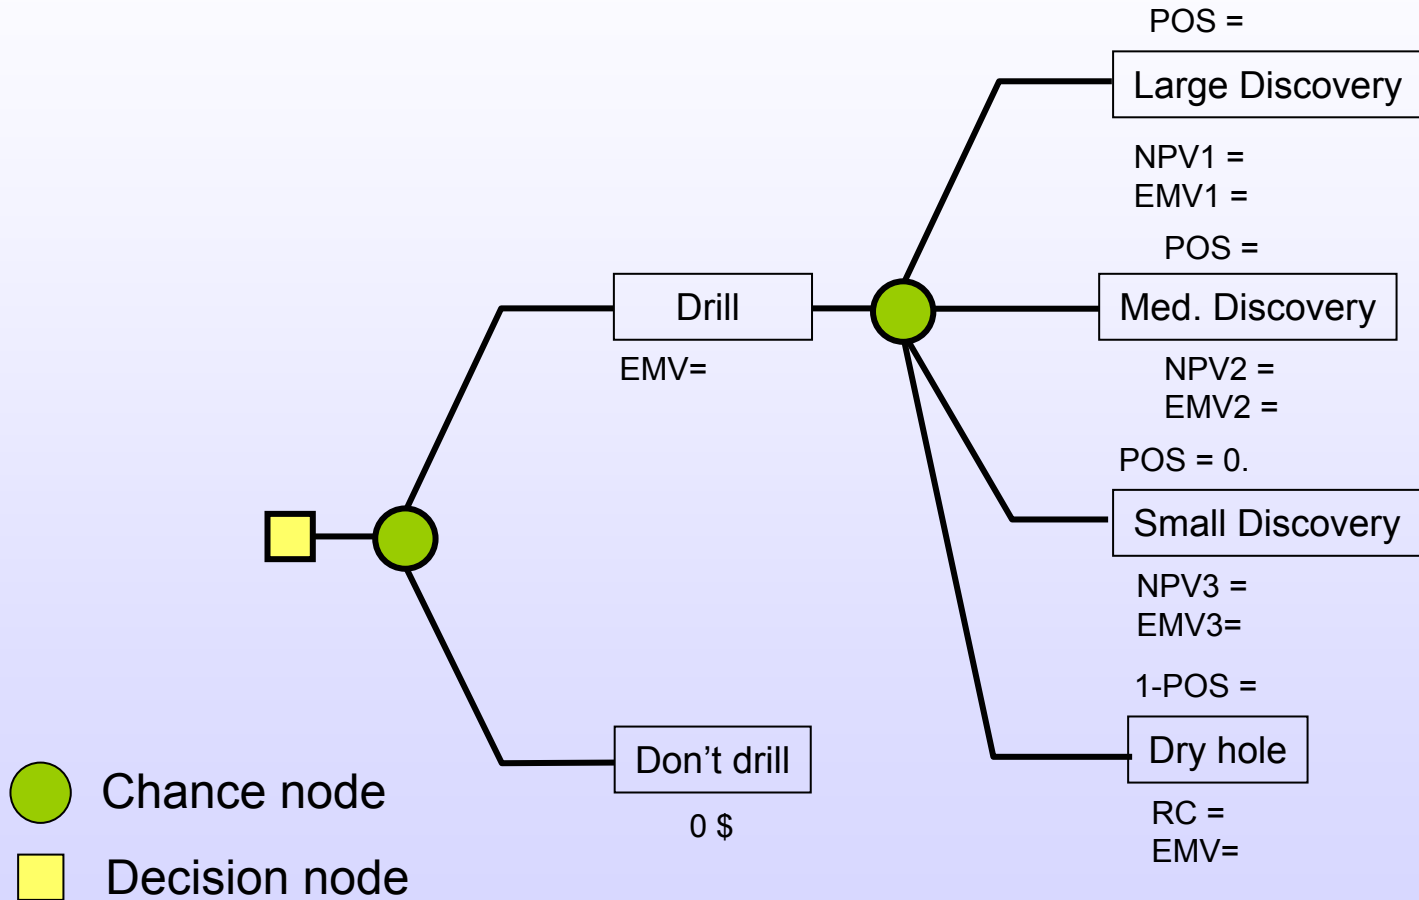 POS =
Large Discovery
NPV1 =
EMV1 =
POS =
Drill
Med. Discovery
EMV=
NPV2 =
EMV2 =
POS = 0.
Small Discovery
NPV3 =
EMV3=
1-POS =
Don’t drill
Dry hole
0 $
RC =
EMV=
Chance node
Decision node